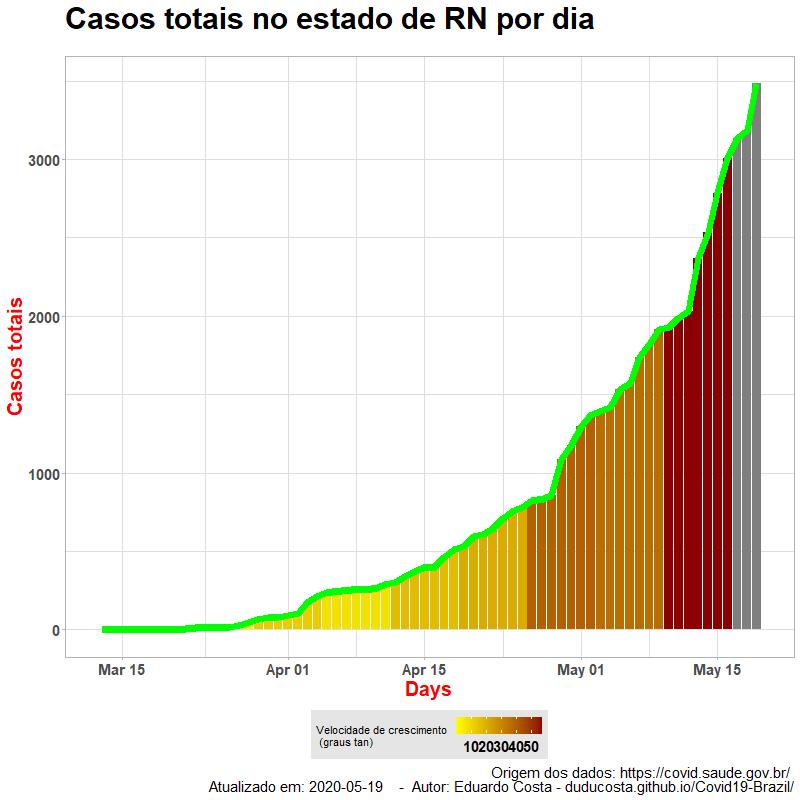 Casos totais no estado de RN por dia
Casos totais
3000
2000
1000
0
Mar 15
Apr 01
Apr 15
May 01
May 15
Days
Velocidade de crescimento
(graus tan)
1020304050
Origem dos dados: https://covid.saude.gov.br/
Atualizado em: 2020-05-19 - Autor: Eduardo Costa - duducosta.github.io/Covid19-Brazil/